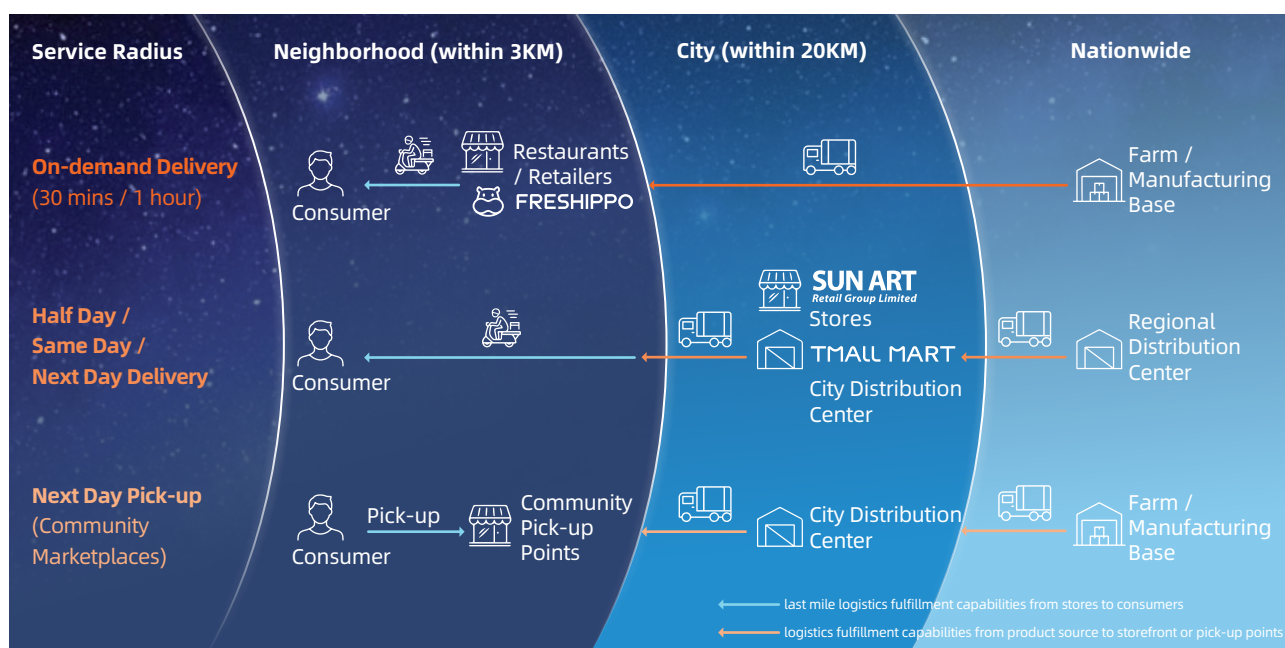 Service Radius
Neighborhood (within 3KM)
City (within 20KM)
Nationwide
On-demand Delivery
(30 mins / 1 hour)
Consumer
Restaurants
/ Retailers
FRESHIPPO
Farm /
Manufacturing
Base
Half Day /
Same Day /
Next Day Delivery
Consumer
SUN ART
Retail Group Limited
Stores
TMALL MART
City Distribution
Center
Regional
Distribution
Center
Next Day Pick-up
(Community
Marketplaces)
Consumer
Pick-up
Community
Pick-up
Points
City Distribution
Center
Farm /
Manufacturing
Base
last mile logistics fulfillment capabilities from stores to consumers
logistics fulfillment capabilities from product source to storefront or pick-up points